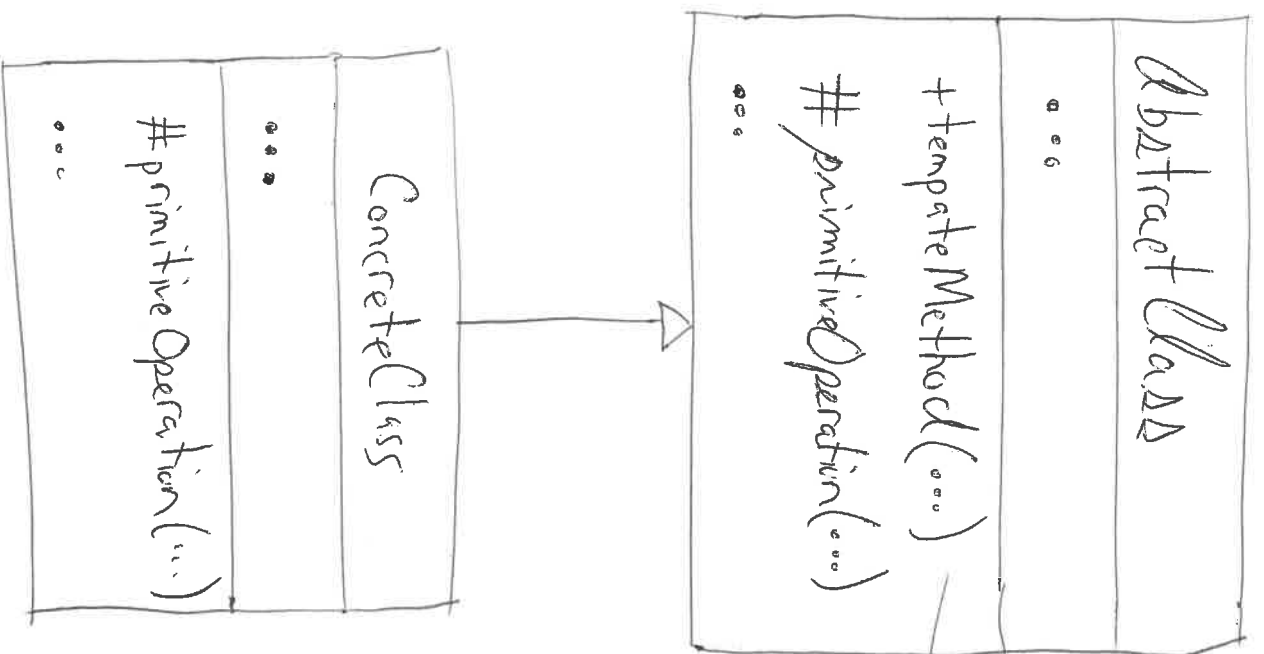 AbstractClass
...
+tempateMethod(...)
#primitiveOperation(...)
...
ConcreteClass
...
#primitiveOperation(...)
...